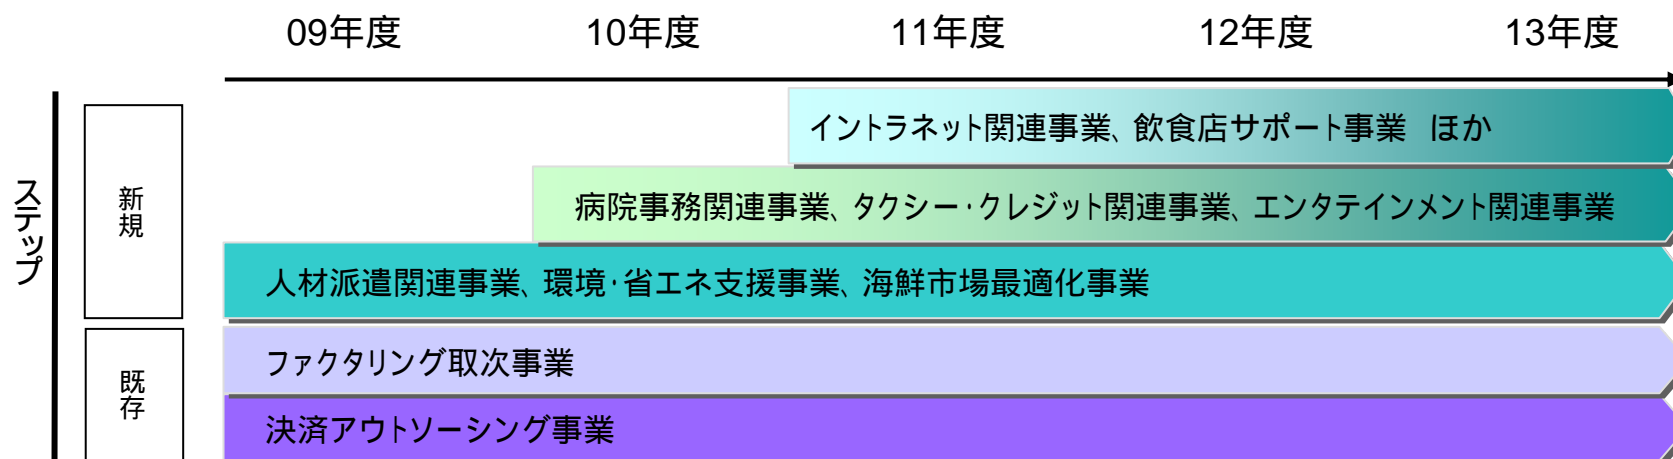 09年度 10年度 11年度 12年度 13年度
ステップ
新規
イントラネット関連事業、飲食店サポート事業 ほか
病院事務関連事業、タクシー・クレジット関連事業、エンタテインメント関連事業
人材派遣関連事業、環境・省エネ支援事業、海鮮市場最適化事業
既存
ファクタリング取次事業
決済アウトソーシング事業